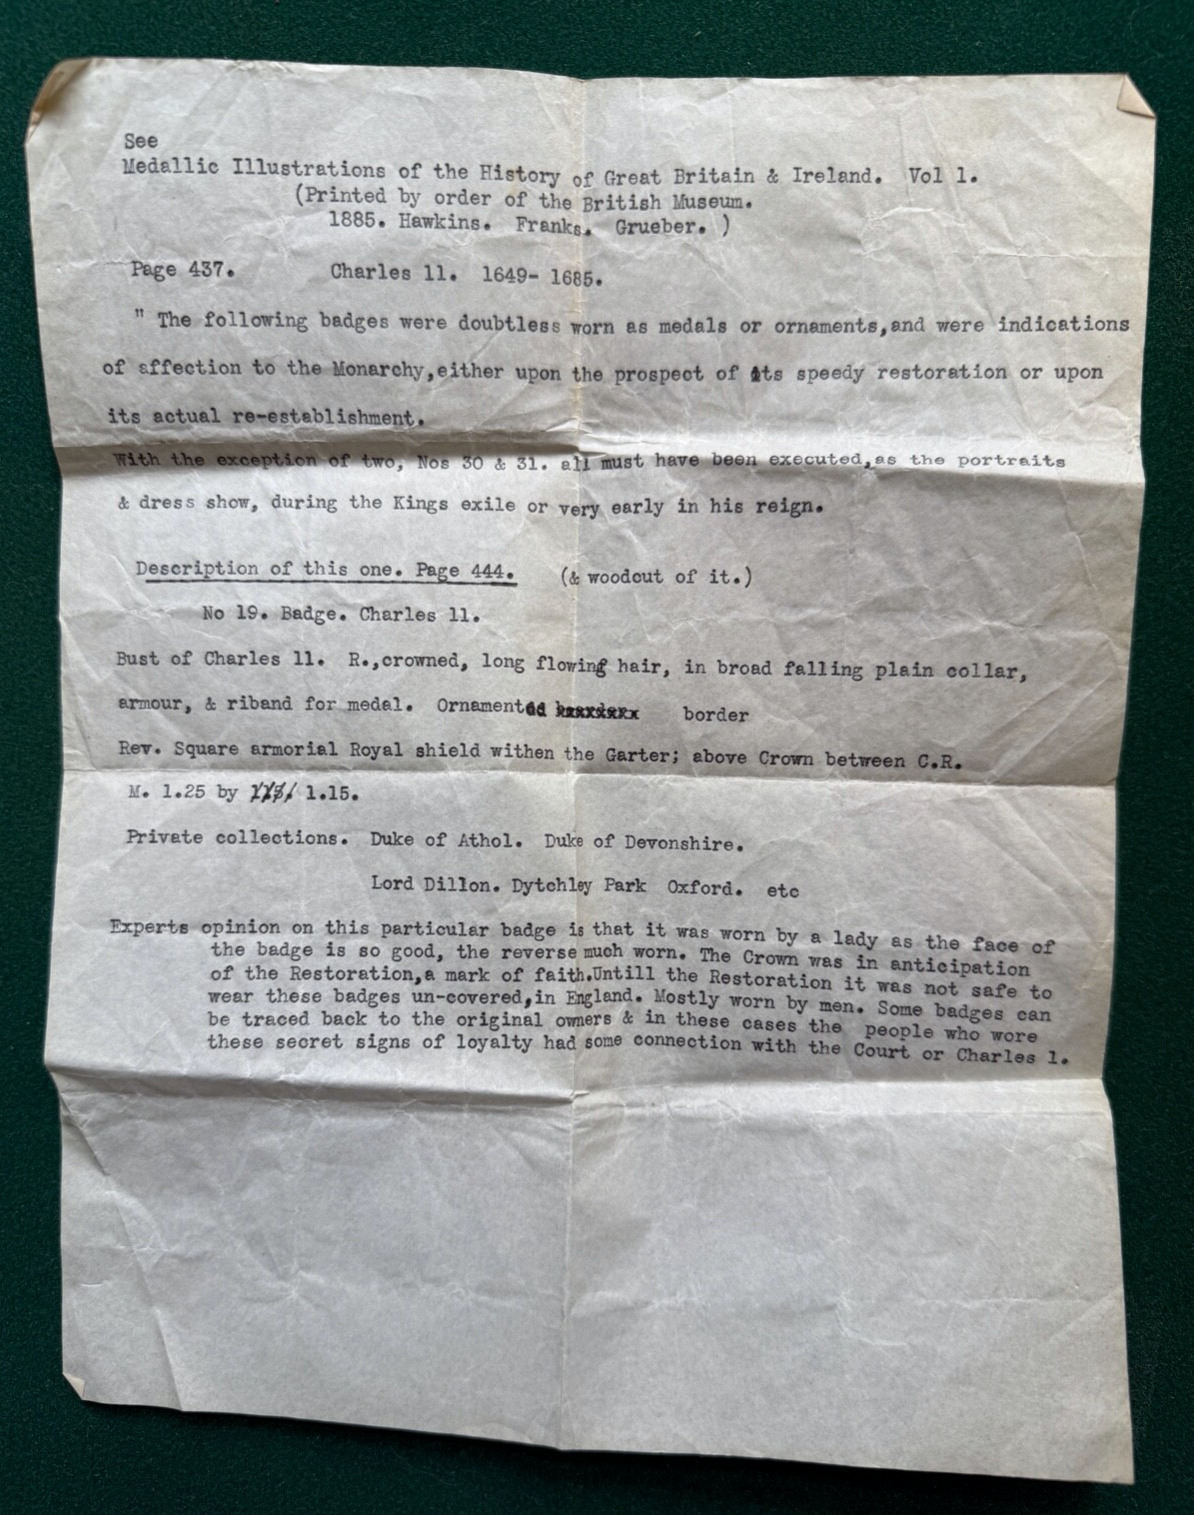 See
Medallic Illustrations of the History of Great Britain & Ireland. Vol 1.
(Printed by order of the British Museum.
1885. Hawkins. Franks. Grueber. )
Page 437. Charles 11. 1649- 1685.
" The following badges were doubtless worn as medals or ornaments,and were indications
of affection to the Monarchy,either upon the prospect of its speedy restoration or upon
its actual re-establishment.
With the exception of two, Nos 30 & 31. all must have been executed,as the portraits
& dress show, during the Kings exile or very early in his reign.
Description of this one. Page 444. (& woodcut of it.)
No 19. Badge. Charles 11.
Bust of Charles 11. R.,crowned, long flowing hair, in broad falling plain collar,
armour, & riband for medal. Ornamented border
Rev. Square armorial Royal shield withen the Garter; above Crown between C.R.
M. 1.25 by 1.15.
Private collections. Duke of Athol. Duke of Devonshire.
Lord Dillon. Dytchley Park Oxford. etc
Experts opinion on this particular badge is that it was worn by a lady as the face of
the badge is so good, the reverse much worn. The Crown was in anticipation
of the Restoration,a mark of faith.Untill the Restoration it was not safe to
wear these badges un-covered,in England. Mostly worn by men. Some badges can
be traced back to the original owners & in these cases the people who wore
these secret signs of loyalty had some connection with the Court or Charles 1.